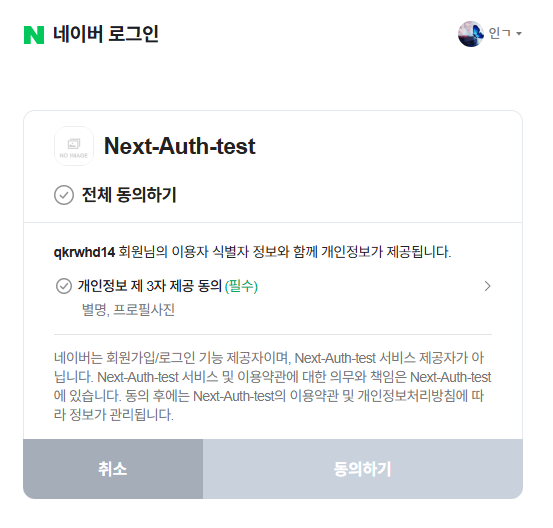 네이버 로그인
인ㄱ
NO IMAGE
Next-Auth-test
전체 동의하기
qkrwhd14 회원님의 이용자 식별자 정보와 함께 개인정보가 제공됩니다.
개인정보 제 3자 제공 동의 (필수)
별명, 프로필사진
네이버는 회원가입/로그인 기능 제공자이며, Next-Auth-test 서비스 제공자가 아
닙니다. Next-Auth-test 서비스 및 이용약관에 대한 의무와 책임은 Next-Auth-test
에 있습니다. 동의 후에는 Next-Auth-test의 이용약관 및 개인정보처리방침에 따
라 정보가 관리됩니다.
취소
동의하기